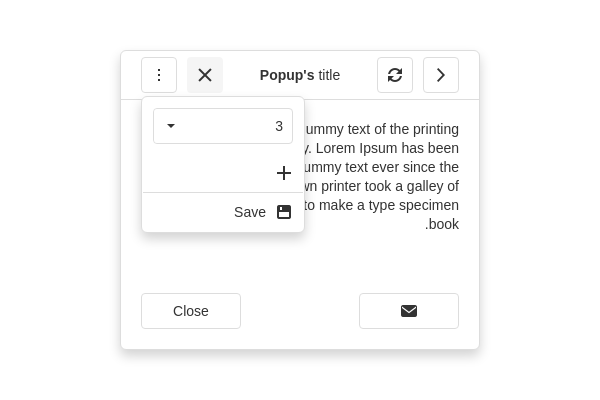 Popup's title
3
Save
ummy text of the printing
. Lorem Ipsum has been
ummy text ever since the
printer took a galley of
to make a type specimen
.book
Close